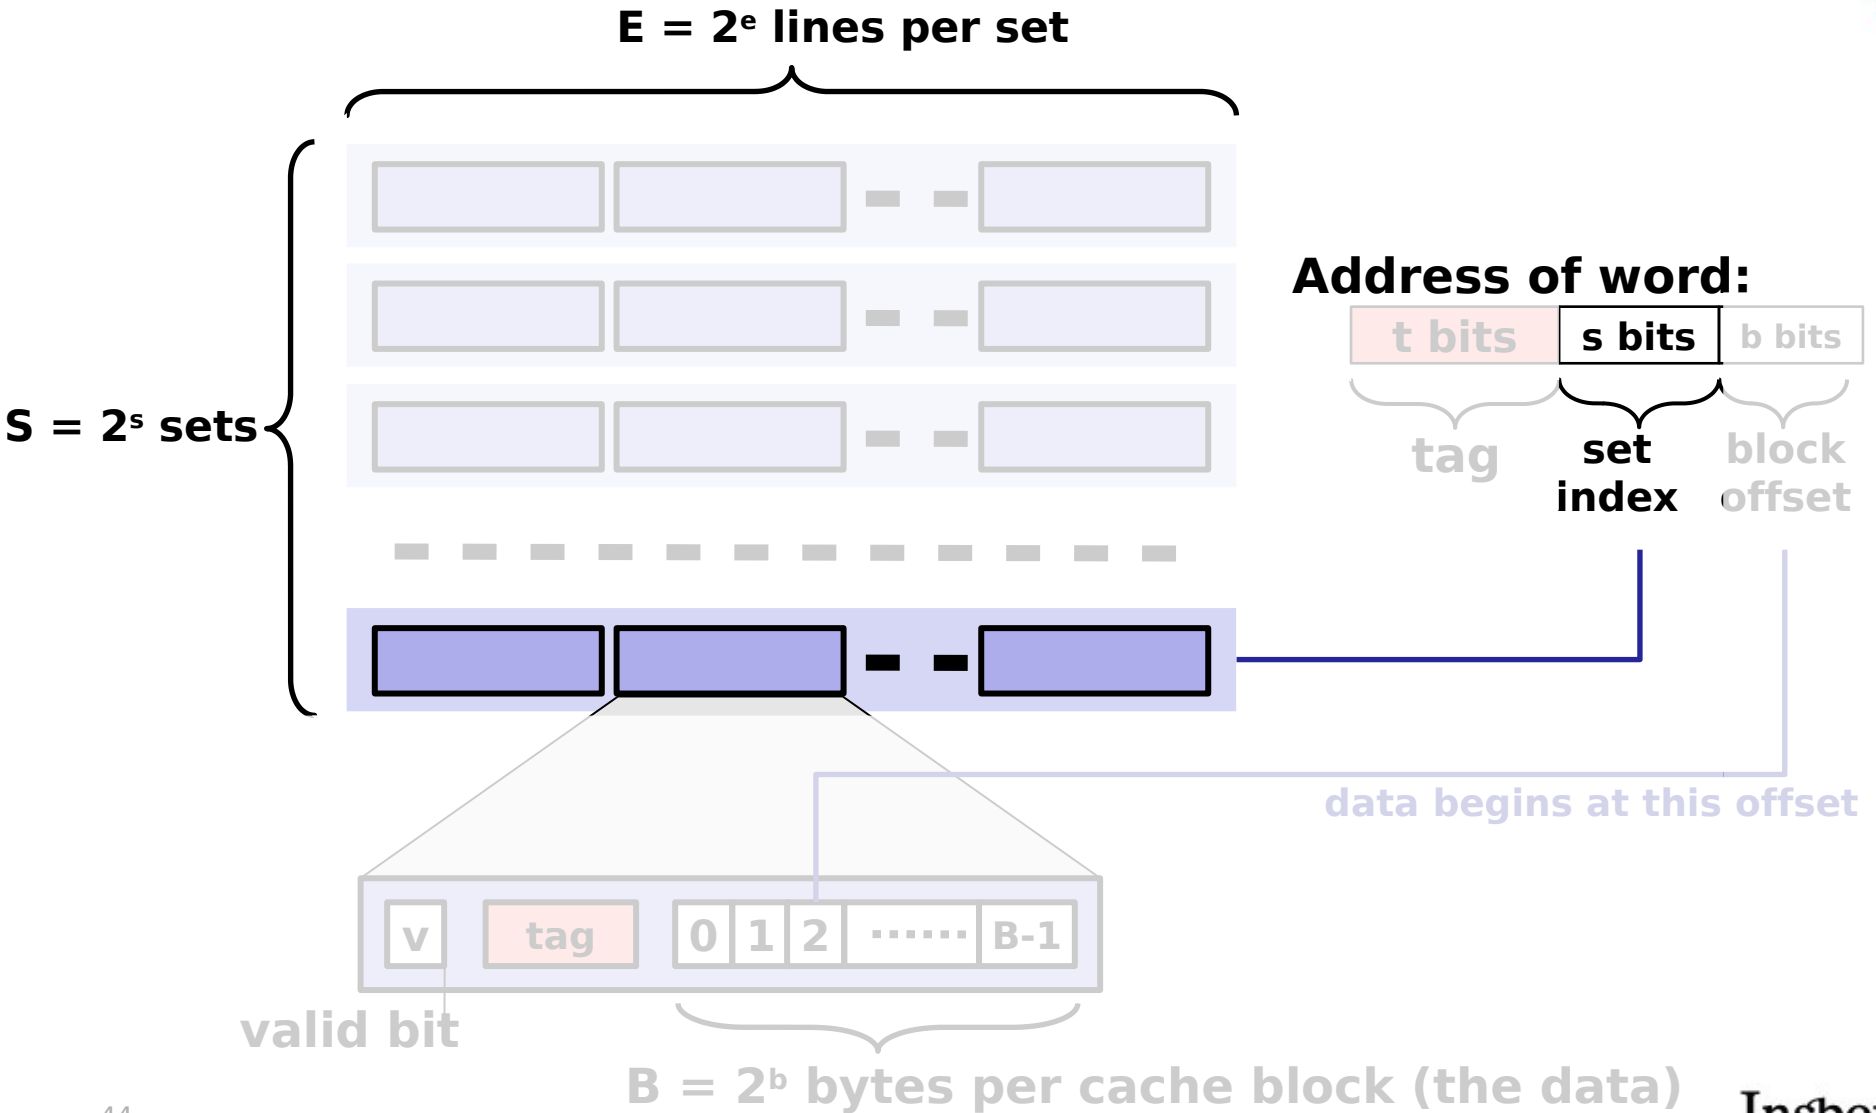 E = 2ᵉ lines per set
Address of word:
t bits s bits b bits
S = 2ˢ sets
tag
set index
block offset
data begins at this offset
v tag 0 1 2 ...... B-1
valid bit
B = 2ᵇ bytes per cache block (the data)